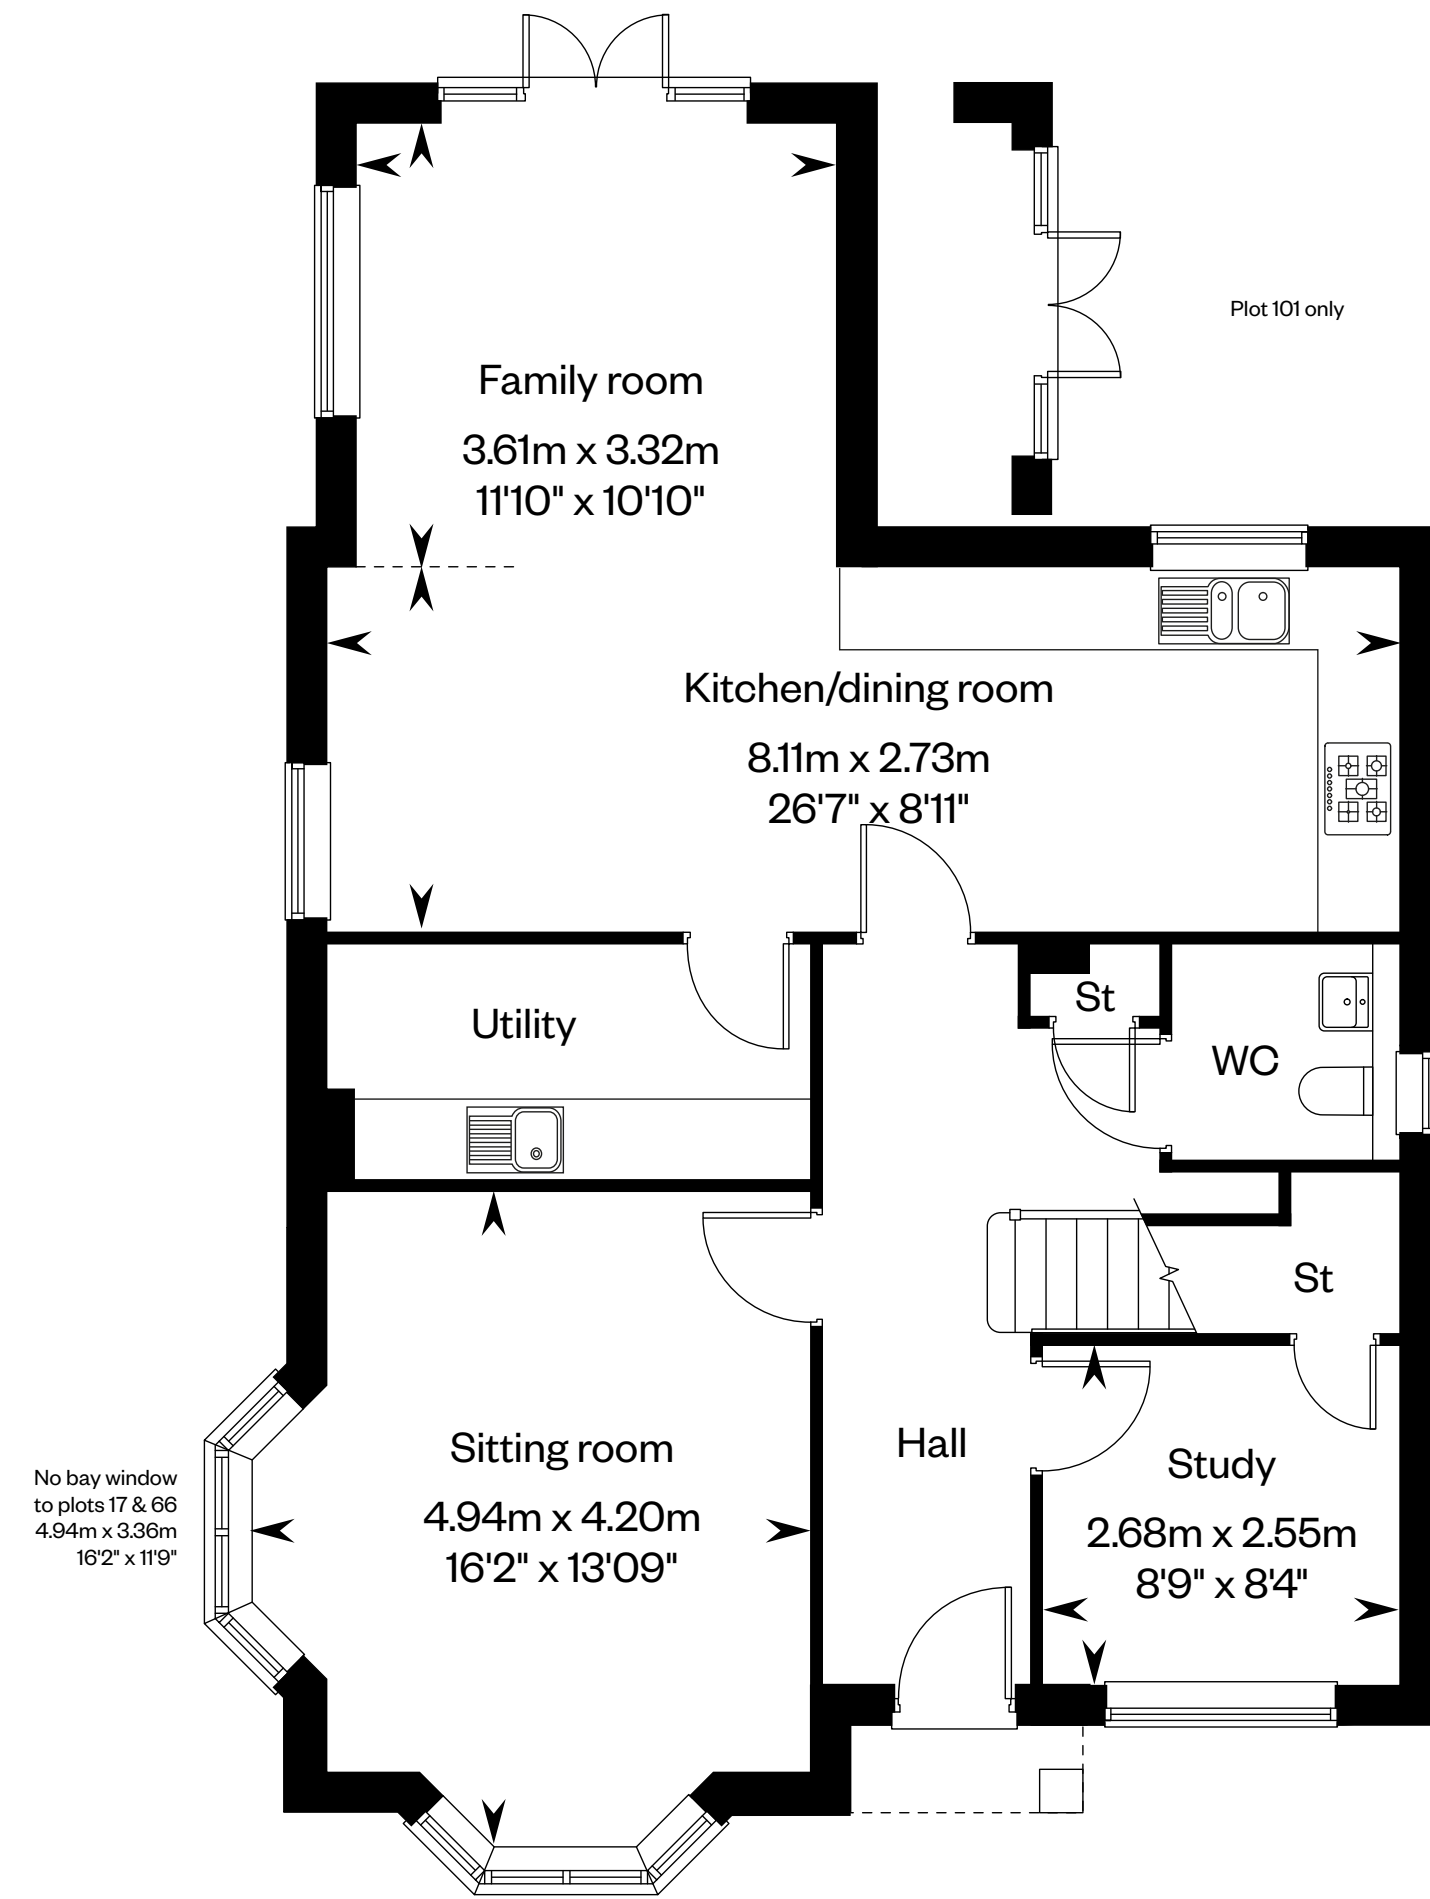 Plot 101 only
Family room
3.61m x 3.32m
11'10" x 10'10"
Kitchen/dining room
8.11m x 2.73m
26'7" x 8'11"
St
Utility
WC
St
Hall
Sitting room
4.94m x 4.20m
16'2" x 13'09"
Study
2.68m x 2.55m
8'9" x 8'4"
No bay window
to plots 17 & 66
4.94m x 3.36m
16'2" x 11'9"